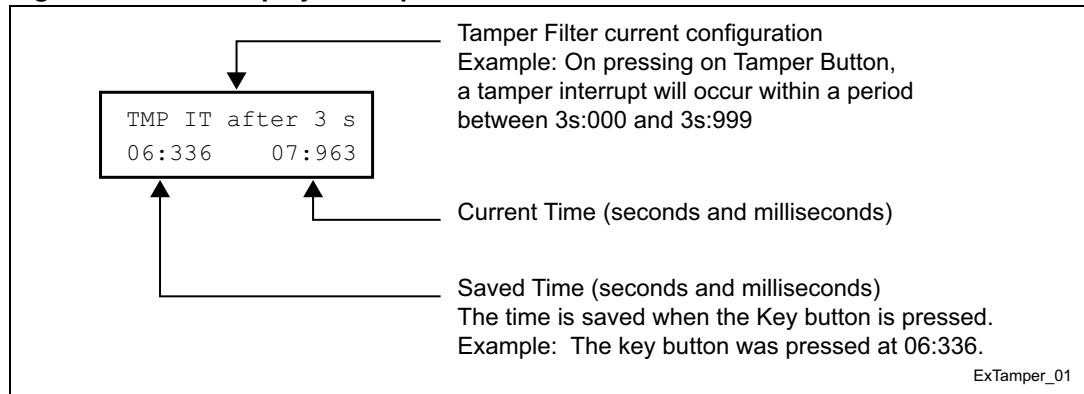 Tamper Filter current configuration
Example: On pressing on Tamper Button,
a tamper interrupt will occur within a period
between 3s:000 and 3s:999
TMP IT after 3 s
06:336 07:963
Current Time (seconds and milliseconds)
Saved Time (seconds and milliseconds)
The time is saved when the Key button is pressed.
Example: The key button was pressed at 06:336.
ExTamper_01